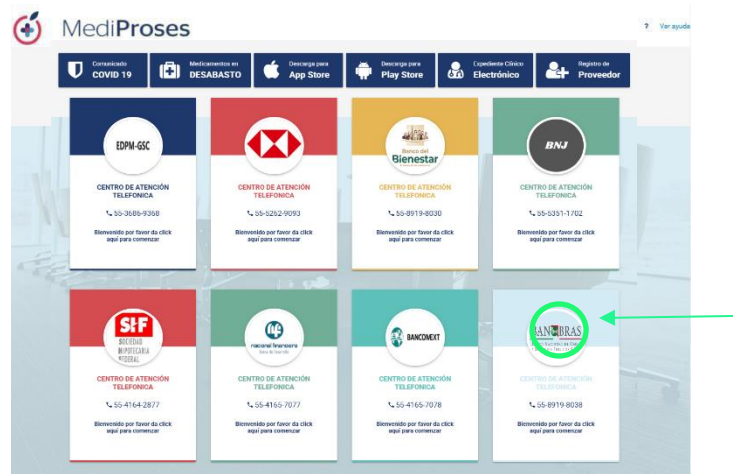 MediProses
? Ver ayuda
Comunicado
COVID 19
Medicamentos en
DESABASTO
Descarga para
App Store
Descarga para
Play Store
Expediente Clínico
Electrónico
Registro de
Proveedor
EDPM-GSC
CENTRO DE ATENCIÓN
TELEFONICA
55-3686-9368
Bienvenido por favor da click
aquí para comenzar
CENTRO DE ATENCIÓN
TELEFONICA
55-5262-9093
Bienvenido por favor da click
aquí para comenzar
Banco del
Bienestar
CENTRO DE ATENCIÓN
TELEFONICA
55-8919-8030
Bienvenido por favor da click
aquí para comenzar
BNJ
CENTRO DE ATENCIÓN
TELEFONICA
55-5351-1702
Bienvenido por favor da click
aquí para comenzar
SHF
SOCIEDAD
HIPOTECARIA
FEDERAL
CENTRO DE ATENCIÓN
TELEFONICA
55-4164-2877
Bienvenido por favor da click
aquí para comenzar
nacional financiera
CENTRO DE ATENCIÓN
TELEFONICA
55-4165-7077
Bienvenido por favor da click
aquí para comenzar
BANCOMEXT
CENTRO DE ATENCIÓN
TELEFONICA
55-4165-7078
Bienvenido por favor da click
aquí para comenzar
BANOBRAS
CENTRO DE ATENCIÓN
TELEFONICA
55-8919-8038
Bienvenido por favor da click
aquí para comenzar